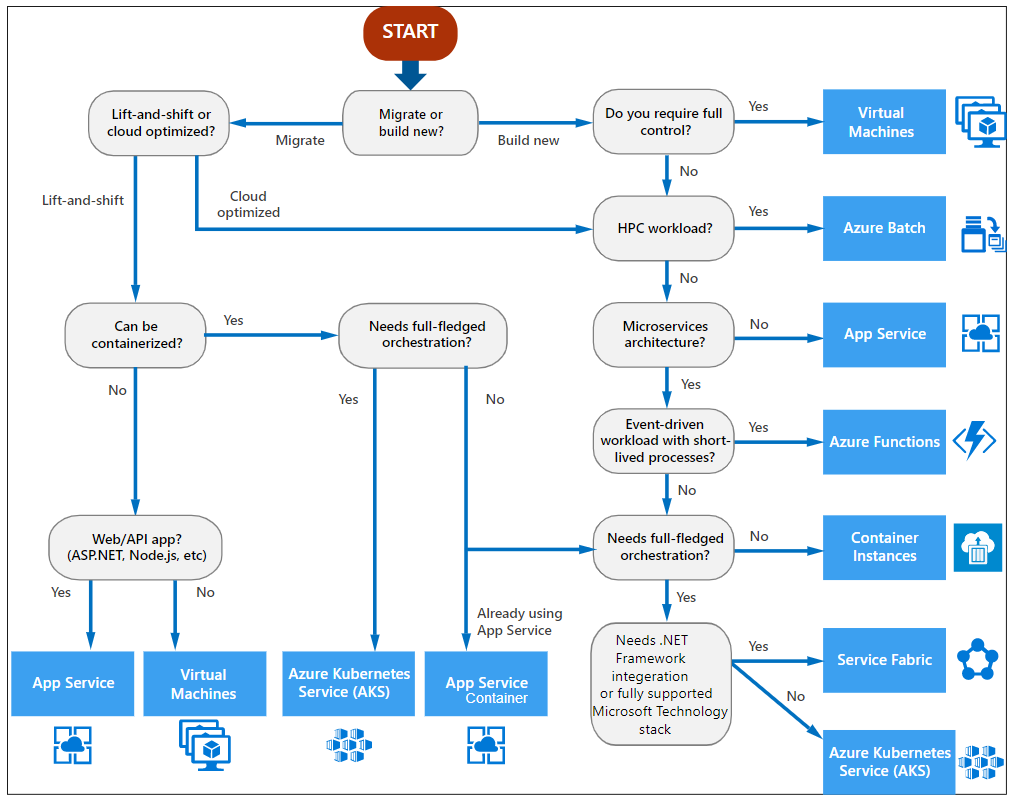 START
Lift-and-shift or
cloud optimized?
Migrate or
build new?
Do you require full
control?
Yes
Virtual
Machines
Migrate
Build new
No
Lift-and-shift
Cloud
optimized
HPC workload?
Yes
Azure Batch
No
Can be
containerized?
Yes
Needs full-fledged
orchestration?
Microservices
architecture?
No
App Service
No
Yes
No
Yes
Event-driven
workload with short-
lived processes?
Yes
Azure Functions
No
Web/API app?
(ASP.NET, Node.js, etc)
Needs full-fledged
orchestration?
No
Container
Instances
Yes
No
Already using
App Service
Yes
Needs .NET
Framework
integeration
or fully supported
Microsoft Technology
stack
Yes
Service Fabric
No
App Service
Virtual
Machines
Azure Kubernetes
Service (AKS)
App Service
Container
Azure Kubernetes
Service (AKS)